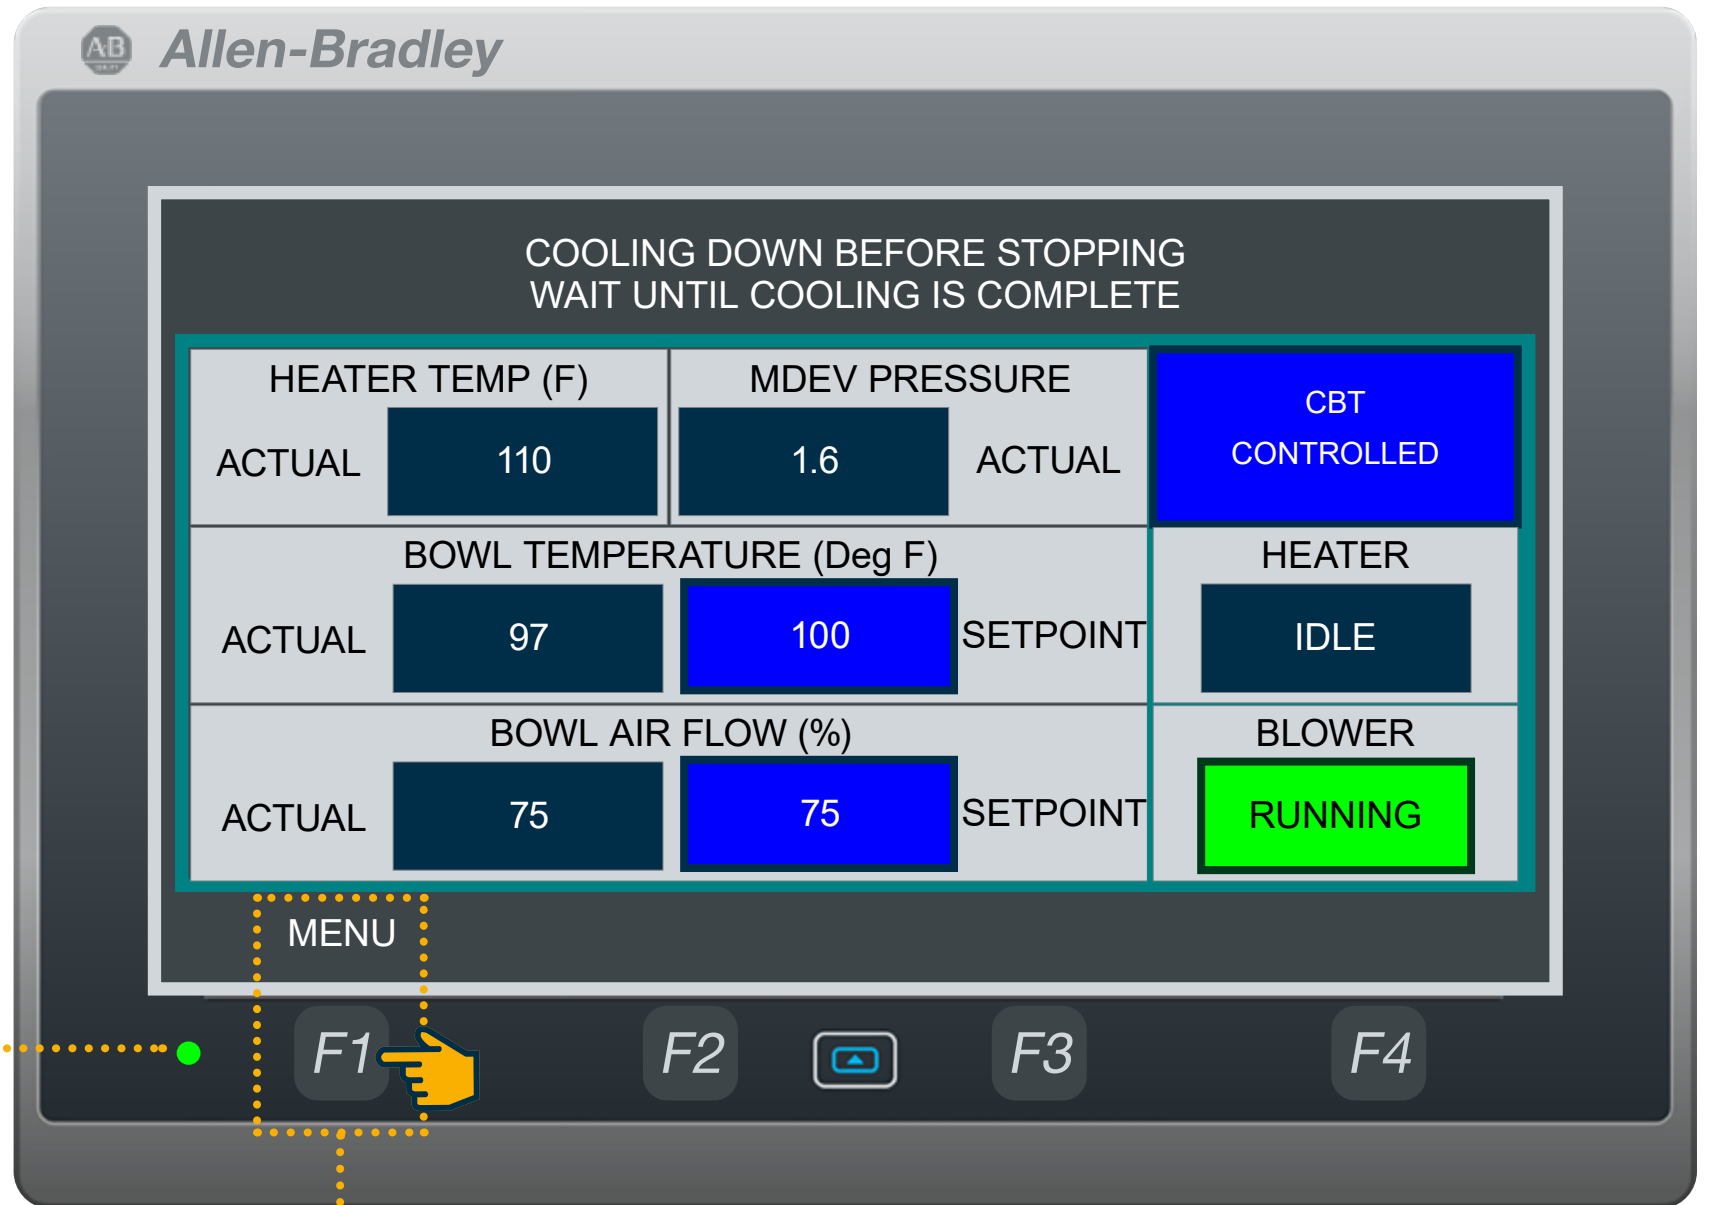 Allen-Bradley
COOLING DOWN BEFORE STOPPING
WAIT UNTIL COOLING IS COMPLETE
HEATER TEMP (F)
ACTUAL 110
MDEV PRESSURE
1.6 ACTUAL
CBT
CONTROLLED
BOWL TEMPERATURE (Deg F)
ACTUAL 97 100 SETPOINT
HEATER
IDLE
BOWL AIR FLOW (%)
ACTUAL 75 75 SETPOINT
BLOWER
RUNNING
MENU
F1 F2 F3 F4